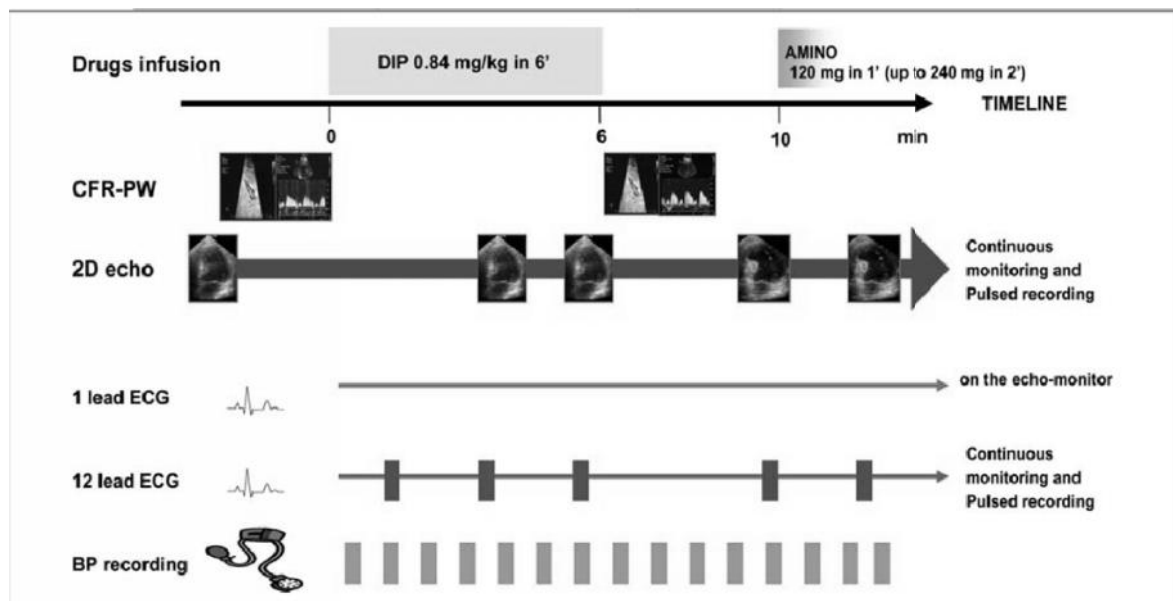 Drugs infusion
DIP 0.84 mg/kg in 6'
AMINO
120 mg in 1' (up to 240 mg in 2')
TIMELINE
0
6
10
min
CFR-PW
2D echo
Continuous
monitoring and
Pulsed recording
1 lead ECG
on the echo-monitor
12 lead ECG
Continuous
monitoring and
Pulsed recording
BP recording